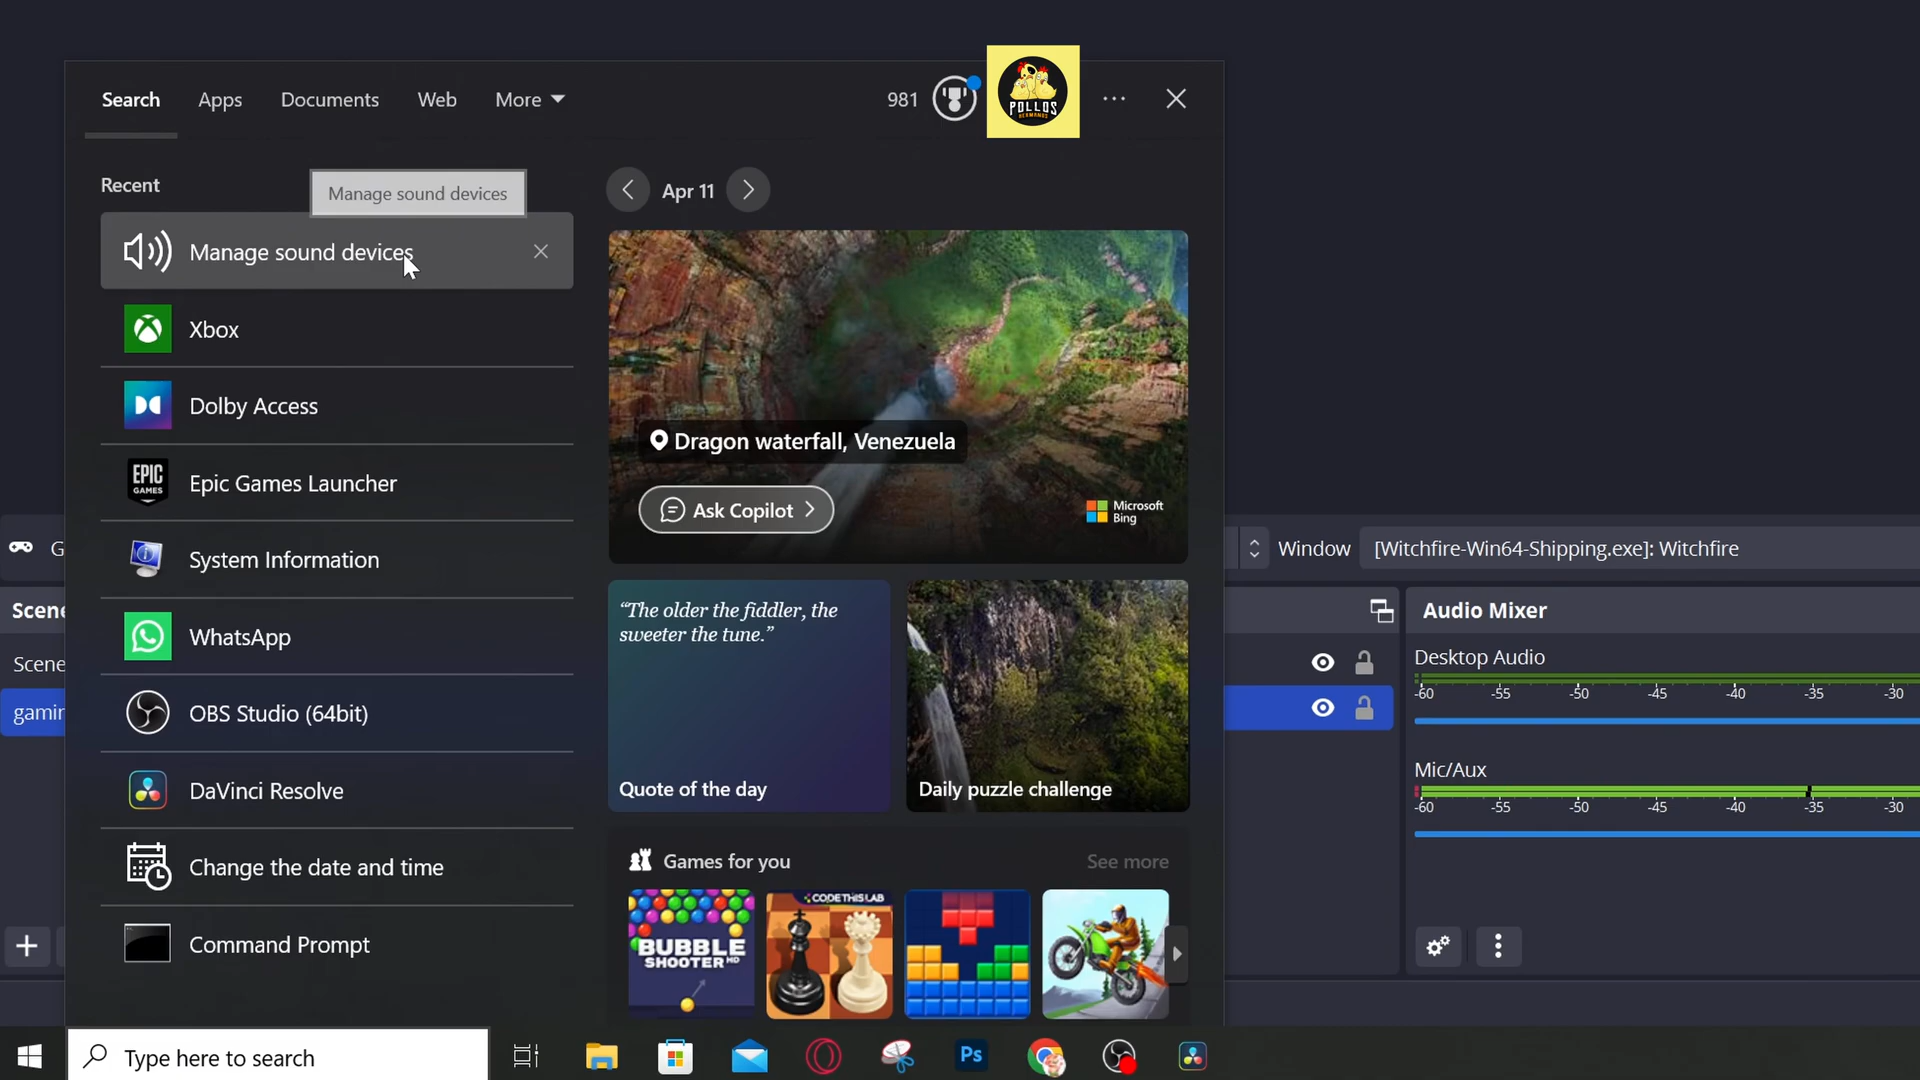 Search Apps Documents Web More 981
POLLOS
HERMANOS
Recent
Manage sound devices
Apr 11
Manage sound devices
Xbox
Dolby Access
Dragon waterfall, Venezuela
EPIC
GAMES
Epic Games Launcher
Ask Copilot
Microsoft
Bing
G
Window [Witchfire-Win64-Shipping.exe]: Witchfire
System Information
Scene
Audio Mixer
“The older the fiddler, the
sweeter the tune.”
WhatsApp
Scene
Desktop Audio
-60 -55 -50 -45 -40 -35 -30
gamin
OBS Studio (64bit)
Mic/Aux
-60 -55 -50 -45 -40 -35 -30
DaVinci Resolve
Quote of the day
Daily puzzle challenge
Change the date and time
Games for you
See more
CODETHISLAB
BUBBLE
SHOOTER HD
Command Prompt
Type here to search
Ps